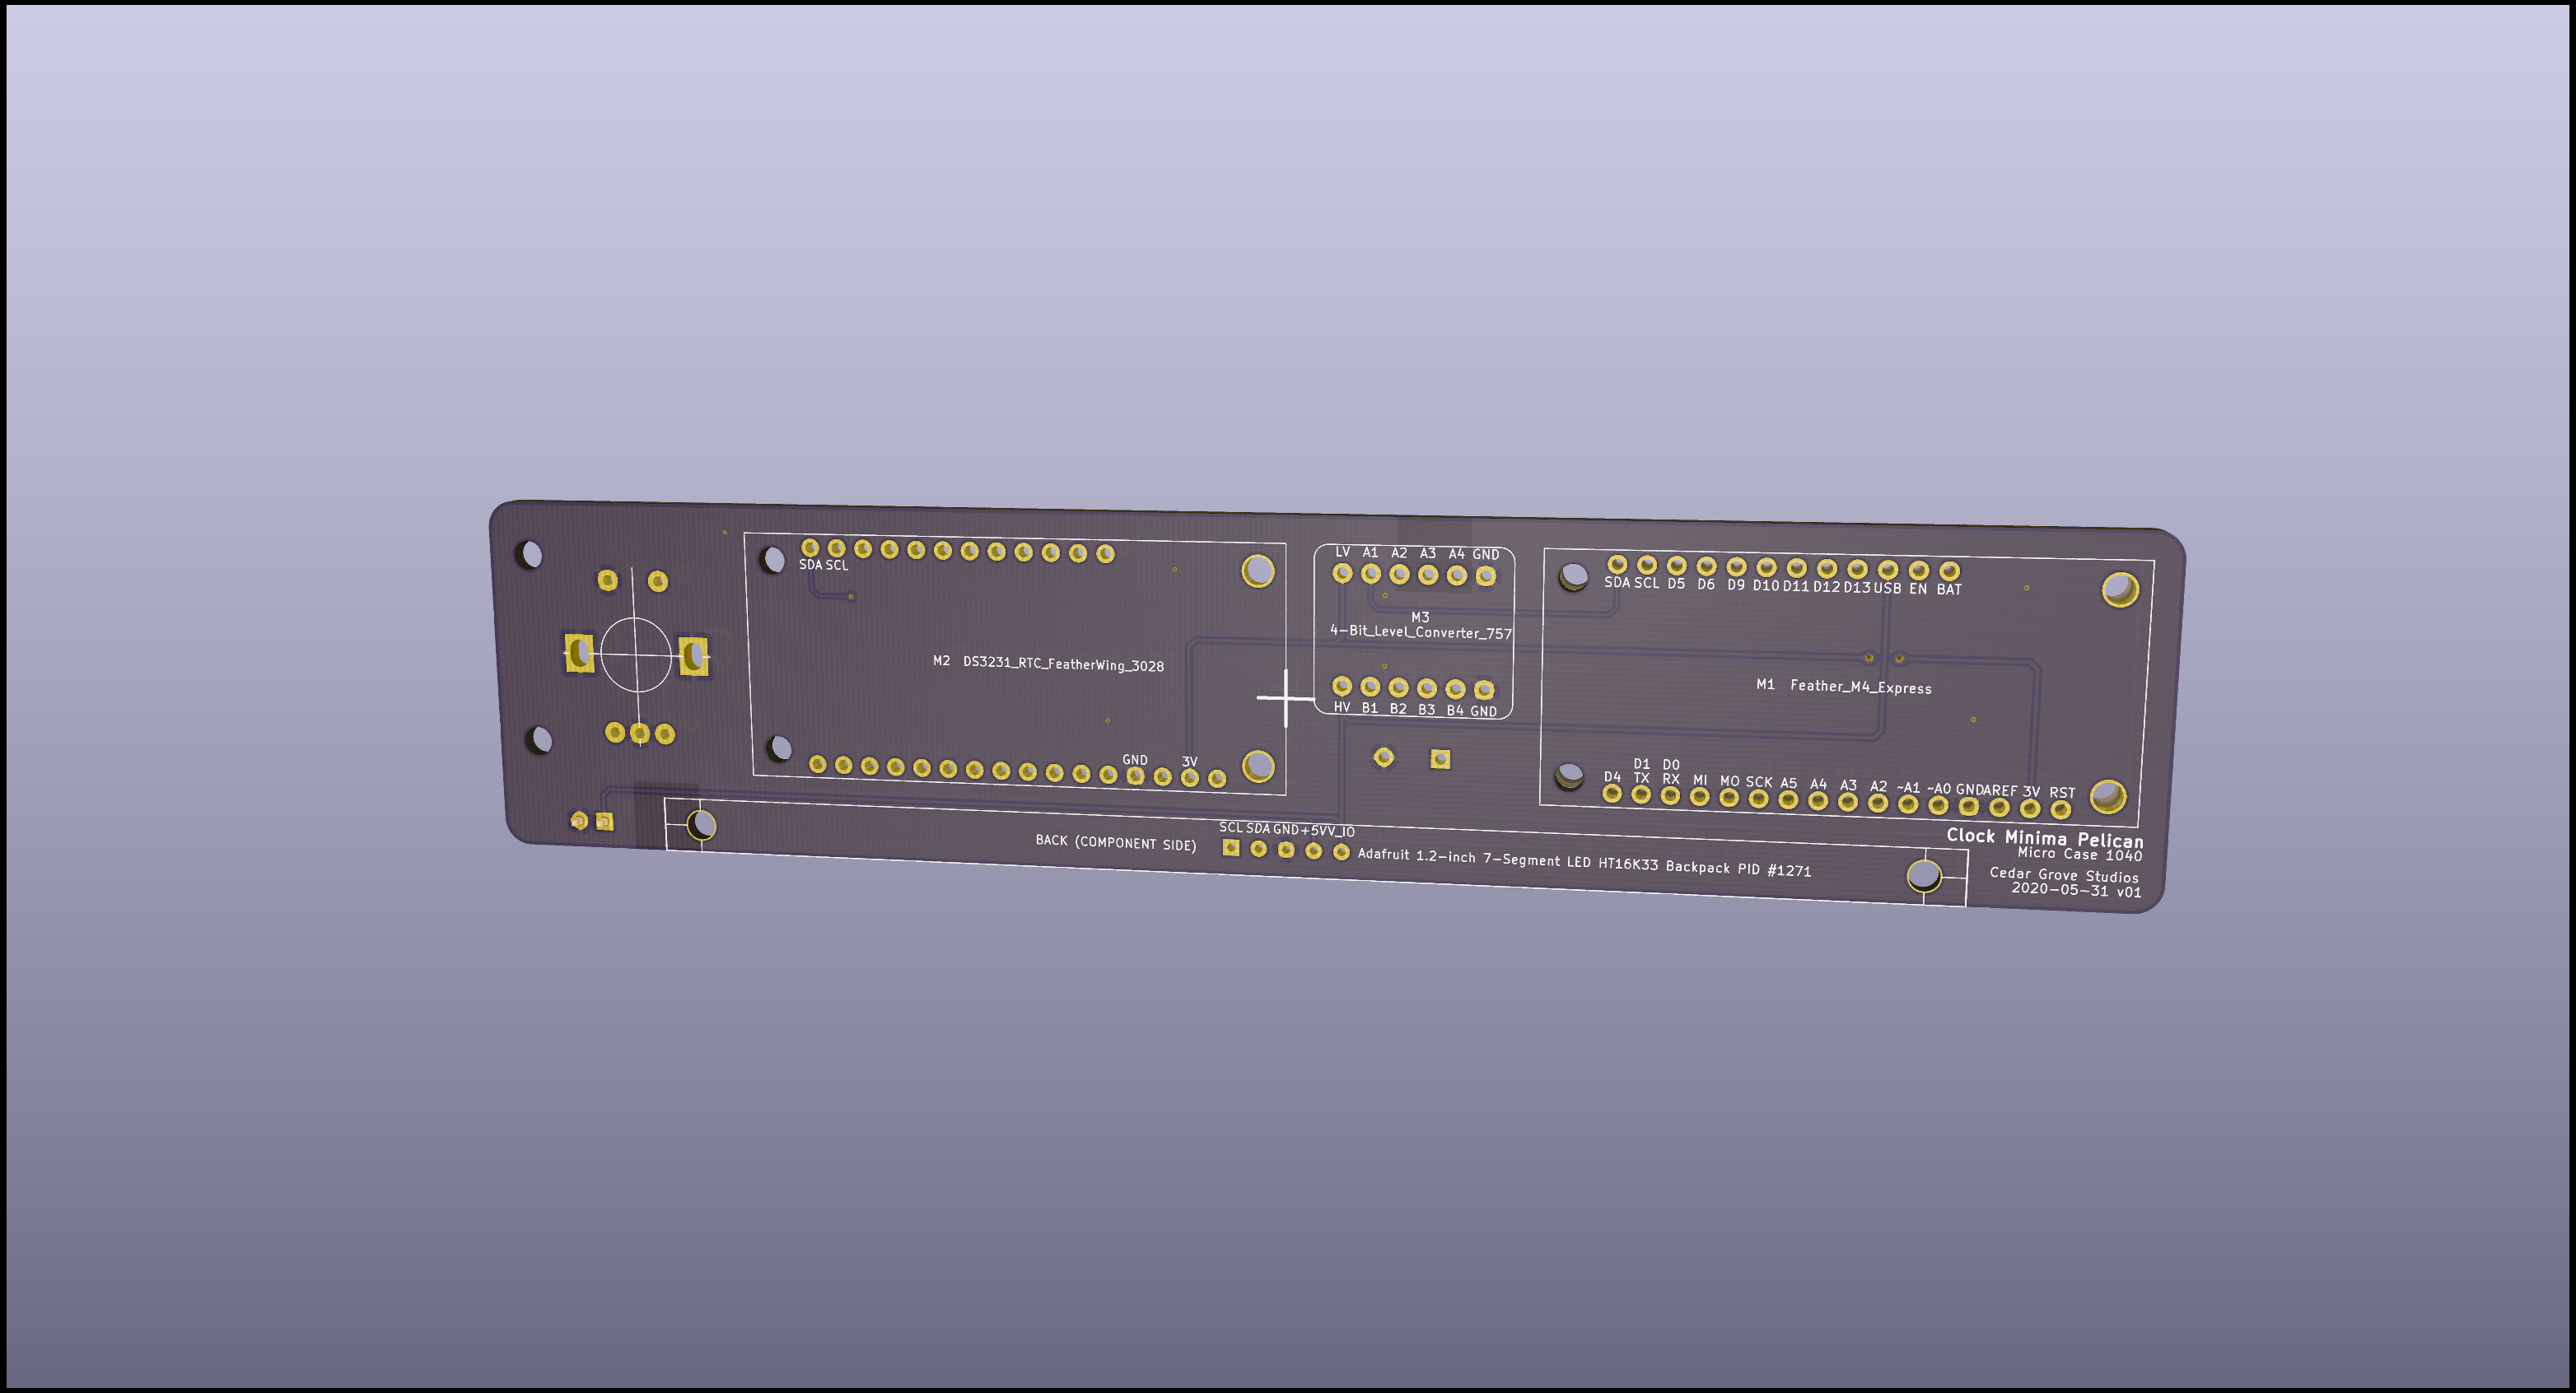 SDA SCL
M2 DS3231_RTC_FeatherWing_3028
GND 3V
LV A1 A2 A3 A4 GND
M3
4-Bit_Level_Converter_757
HV B1 B2 B3 B4 GND
SDA SCL D5 D6 D9 D10 D11 D12 D13 USB EN BAT
M1 Feather_M4_Express
D1 D0
D4 TX RX MI MO SCK A5 A4 A3 A2 ~A1 ~A0 GND AREF 3V RST
SCL SDA GND +5V V_IO
BACK (COMPONENT SIDE)
Adafruit 1.2-inch 7-Segment LED HT16K33 Backpack PID #1271
Clock Minima Pelican
Micro Case 1040
Cedar Grove Studios
2020-05-31 v01